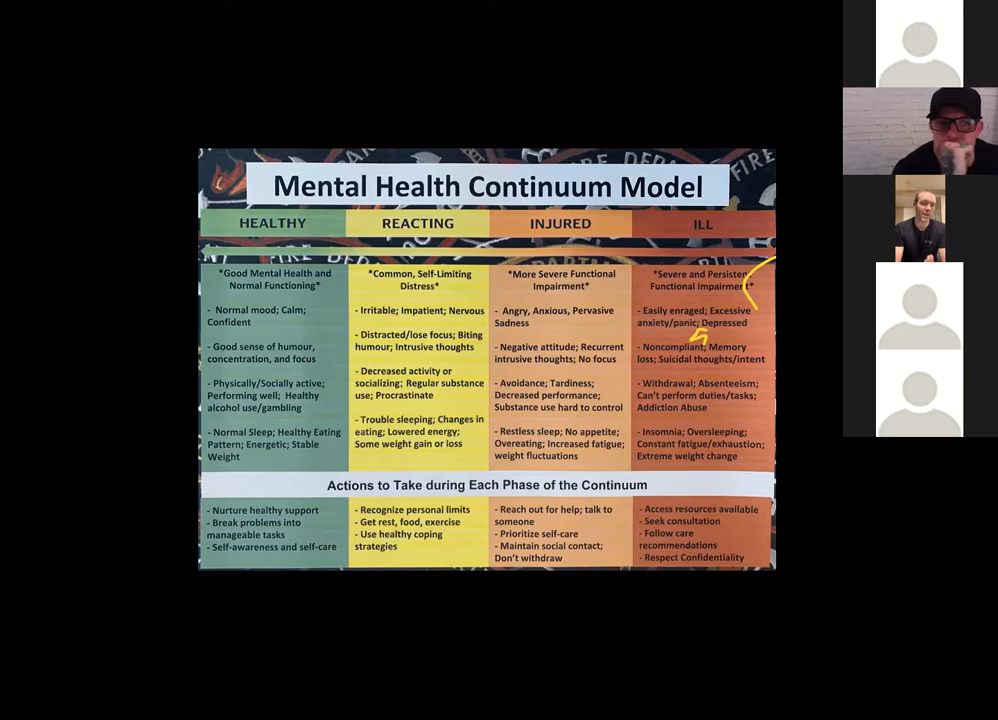 Mental Health Continuum Model
HEALTHY
REACTING
INJURED
ILL
*Good Mental Health and
Normal Functioning*
- Normal mood; Calm;
Confident
- Good sense of humour,
concentration, and focus
- Physically/Socially active;
Performing well; Healthy
alcohol use/gambling
- Normal Sleep; Healthy Eating
Pattern; Energetic; Stable
Weight
*Common, Self-Limiting
Distress*
- Irritable; Impatient; Nervous
- Distracted/lose focus; Biting
humour; Intrusive thoughts
- Decreased activity or
socializing; Regular substance
use; Procrastinate
- Trouble sleeping; Changes in
eating; Lowered energy;
Some weight gain or loss
*More Severe Functional
Impairment*
- Angry, Anxious, Pervasive
Sadness
- Negative attitude; Recurrent
intrusive thoughts; No focus
- Avoidance; Tardiness;
Decreased performance;
Substance use hard to control
- Restless sleep; No appetite;
Overeating; Increased fatigue;
weight fluctuations
*Severe and Persistent
Functional Impairment*
- Easily enraged; Excessive
anxiety/panic; Depressed
- Noncompliant; Memory
loss; Suicidal thoughts/intent
- Withdrawal; Absenteeism;
Can't perform duties/tasks;
Addiction Abuse
- Insomnia; Oversleeping;
Constant fatigue/exhaustion;
Extreme weight change
Actions to Take during Each Phase of the Continuum
- Nurture healthy support
- Break problems into
manageable tasks
- Self-awareness and self-care
- Recognize personal limits
- Get rest, food, exercise
- Use healthy coping
strategies
- Reach out for help; talk to
someone
- Prioritize self-care
- Maintain social contact;
Don't withdraw
- Access resources available
- Seek consultation
- Follow care
recommendations
- Respect Confidentiality